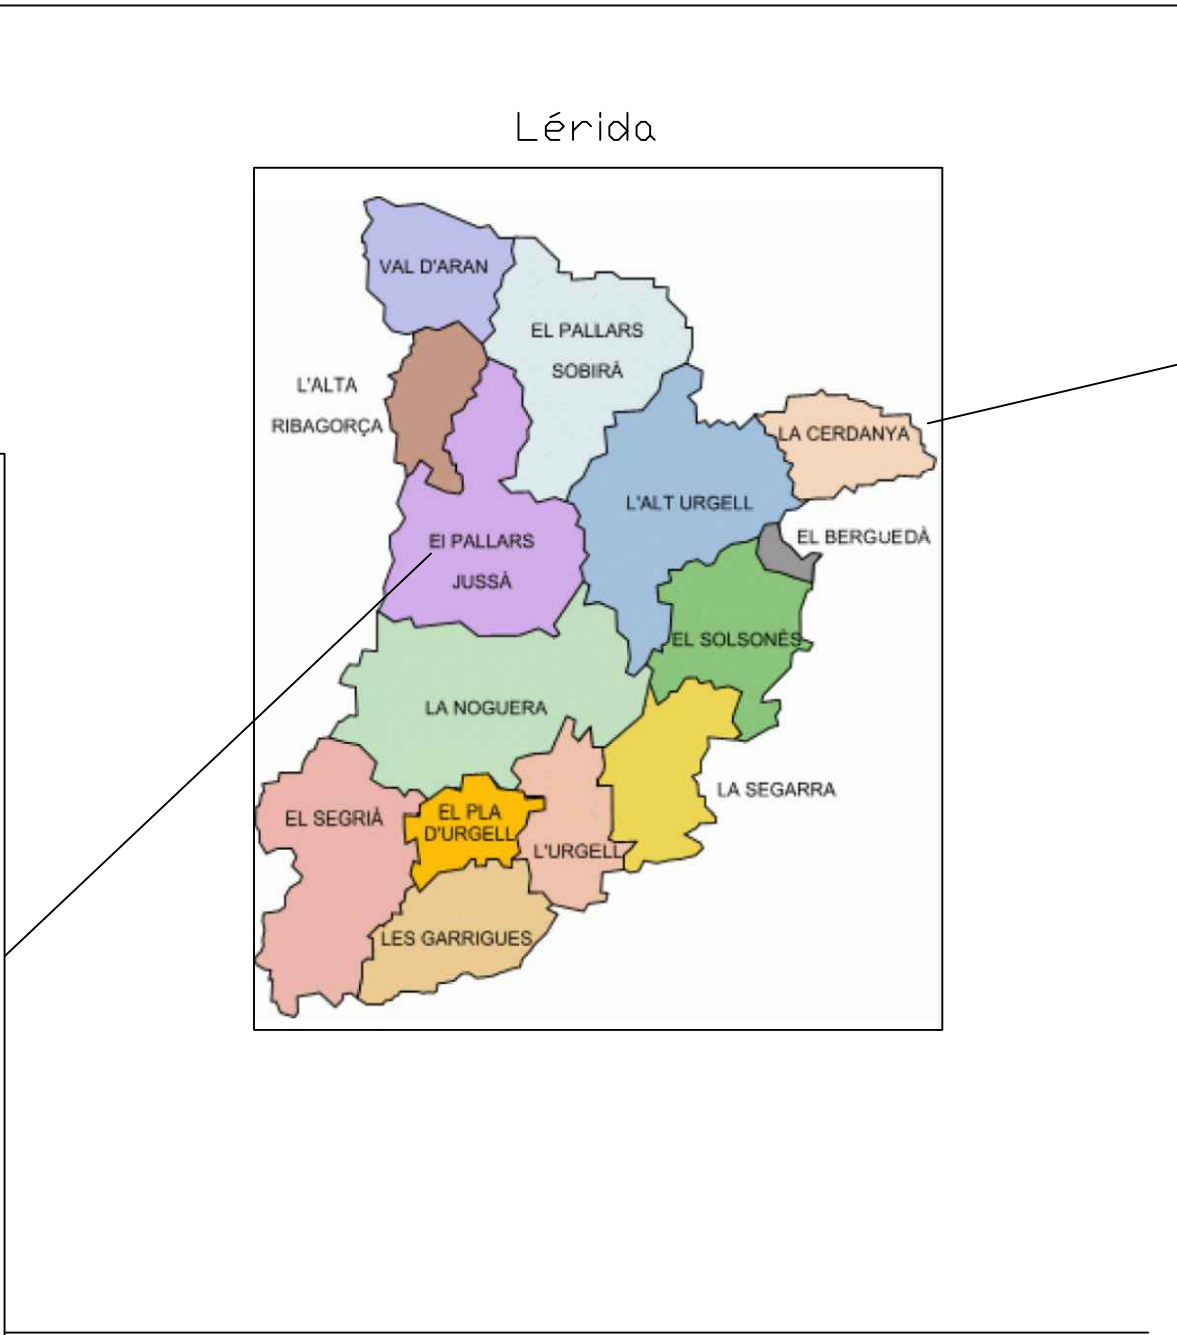 Lérida
VAL D'ARAN
EL PALLARS
SOBIRÀ
L'ALTA
RIBAGORÇA
LA CERDANYA
L'ALT URGELL
EL BERGUEDÀ
El PALLARS
JUSSÀ
EL SOLSONÈS
LA NOGUERA
LA SEGARRA
EL SEGRIÀ
EL PLA
D'URGELL
L'URGELL
LES GARRIGUES